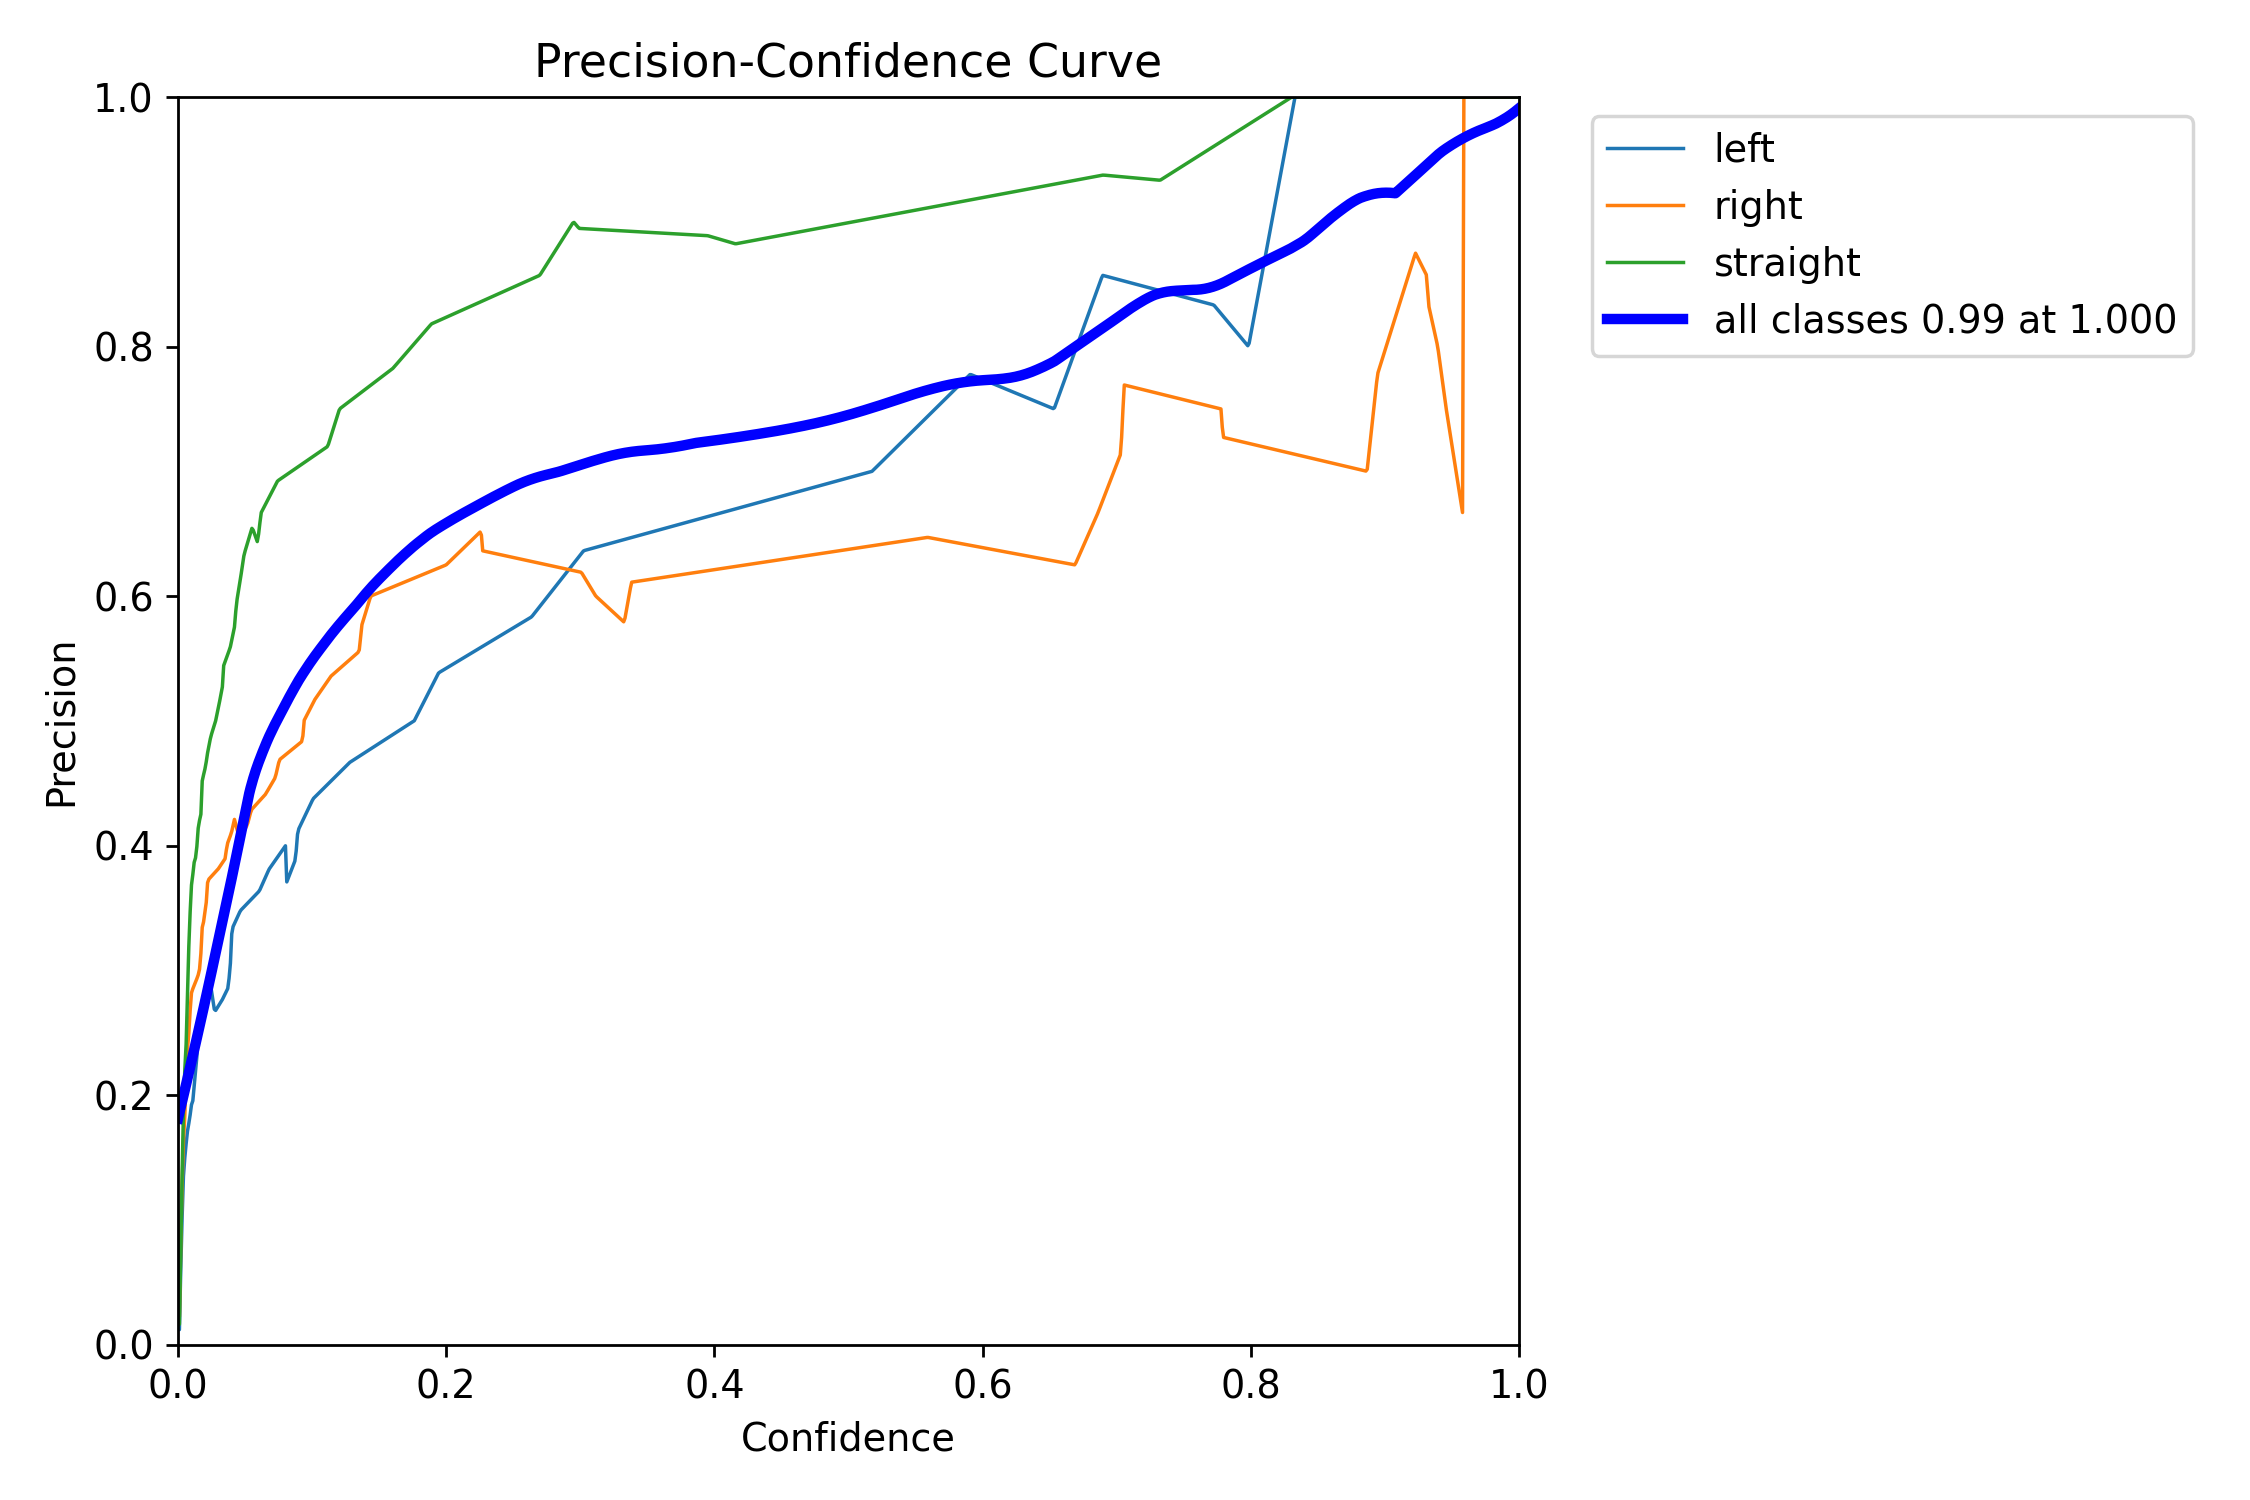 Precision-Confidence Curve
1.0
0.8
0.6
0.4
0.2
0.0
Precision
0.0 0.2 0.4 0.6 0.8 1.0
Confidence
left
right
straight
all classes 0.99 at 1.000